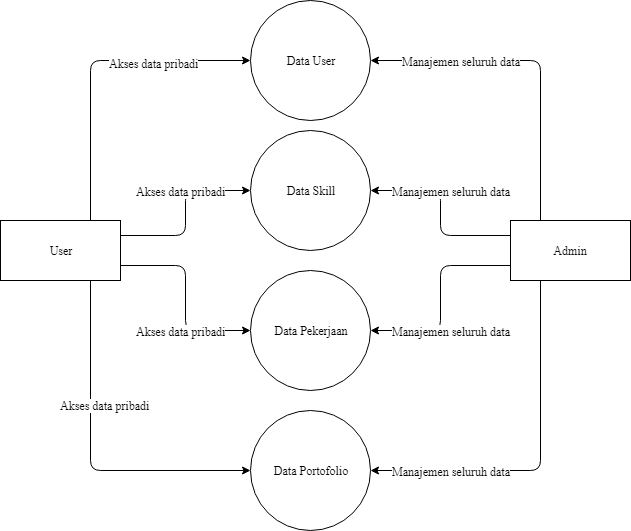 Data User
Akses data pribadi
Manajemen seluruh data
Akses data pribadi
Data Skill
Manajemen seluruh data
User
Admin
Akses data pribadi
Data Pekerjaan
Manajemen seluruh data
Akses data pribadi
Data Portofolio
Manajemen seluruh data